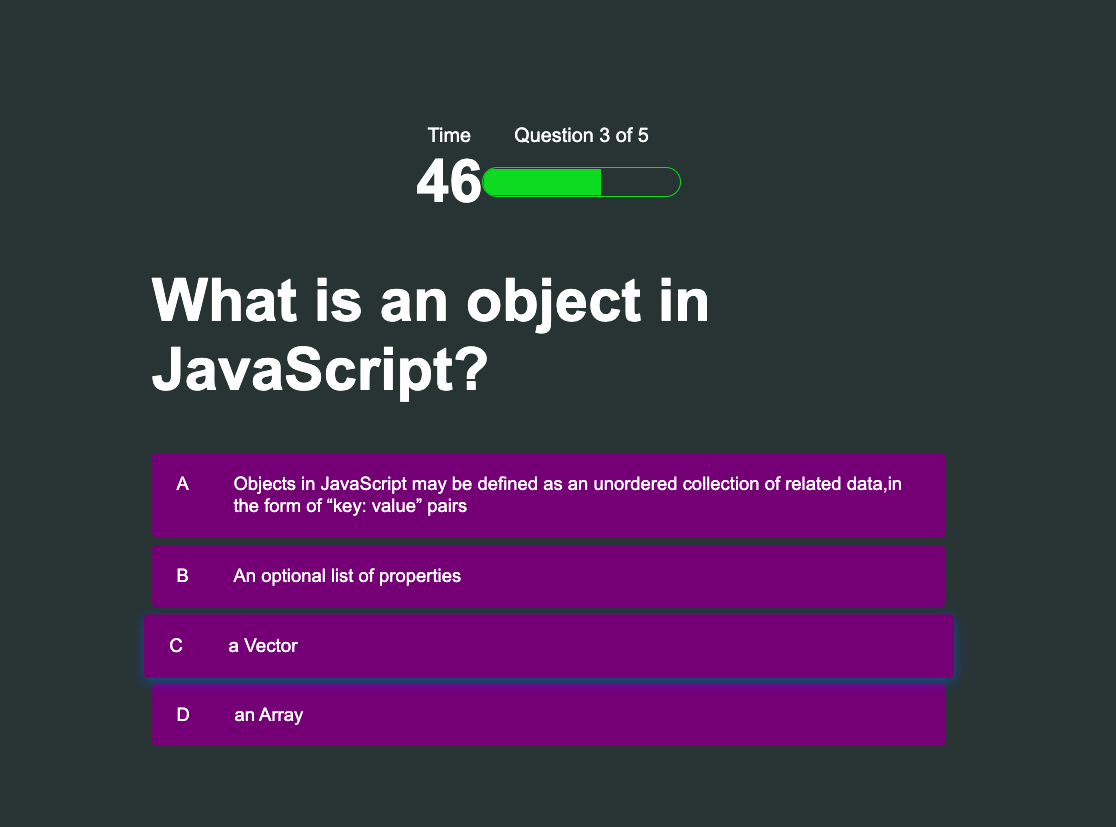 Time Question 3 of 5
46
What is an object in
JavaScript?
A Objects in JavaScript may be defined as an unordered collection of related data,in
the form of “key: value” pairs
B An optional list of properties
C a Vector
D an Array